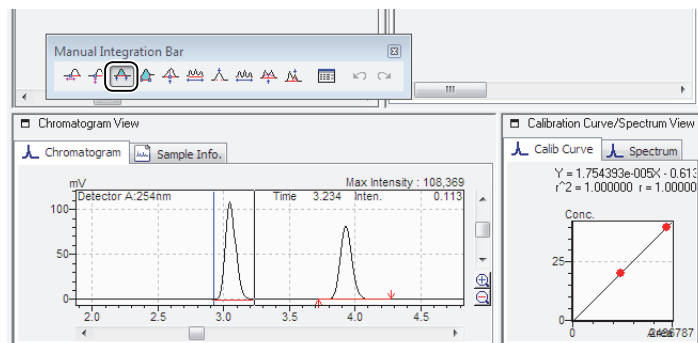 Manual Integration Bar
Chromatogram View
Chromatogram
Sample Info.
mV
Max Intensity : 108,369
Detector A:254nm
Time 3.234 Inten. 0.113
100
50
0
2.0 2.5 3.0 3.5 4.0 4.5
Calibration Curve/Spectrum View
Calib Curve
Spectrum
Y = 1.754393e-005X - 0.613
r^2 = 1.000000 r = 1.00000
Conc.
25
0
0